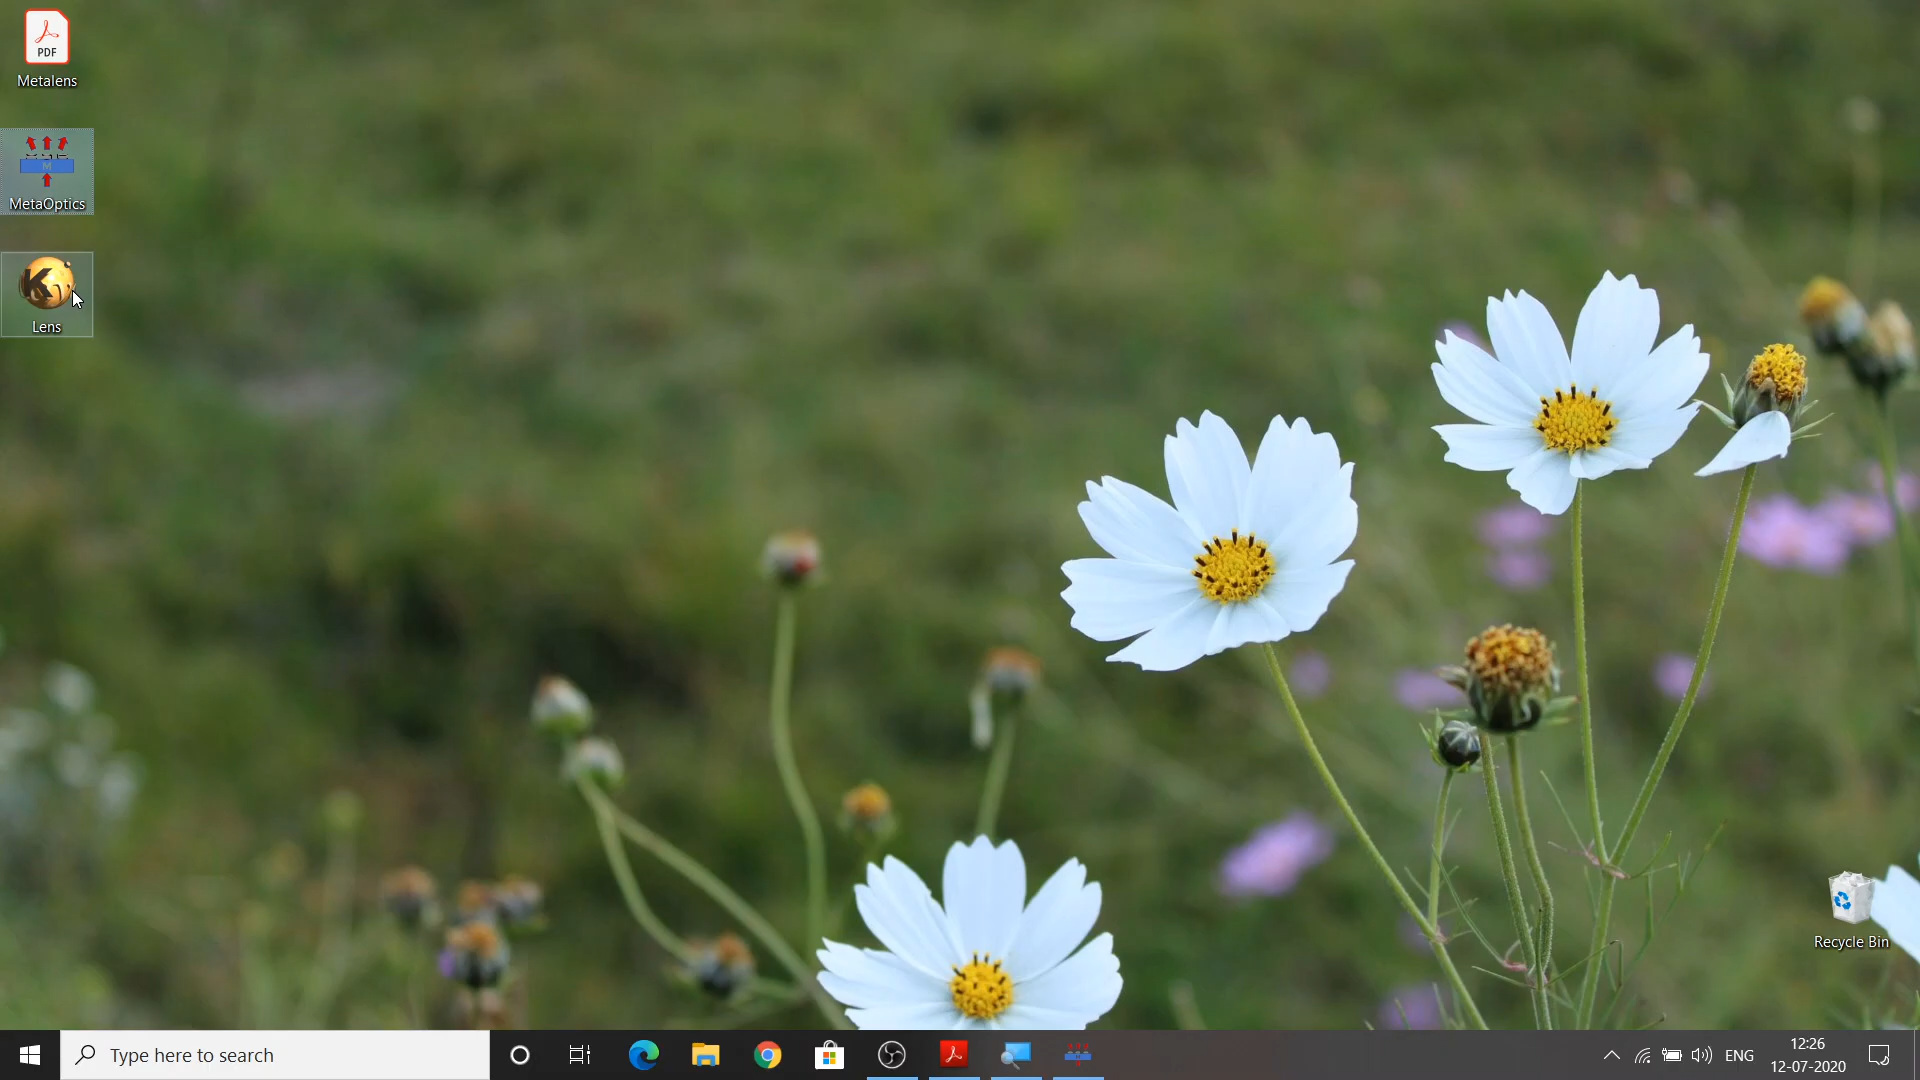 PDF
Metalens
M
MetaOptics
K
Lens
Recycle Bin
Type here to search
ENG
12:26
12-07-2020